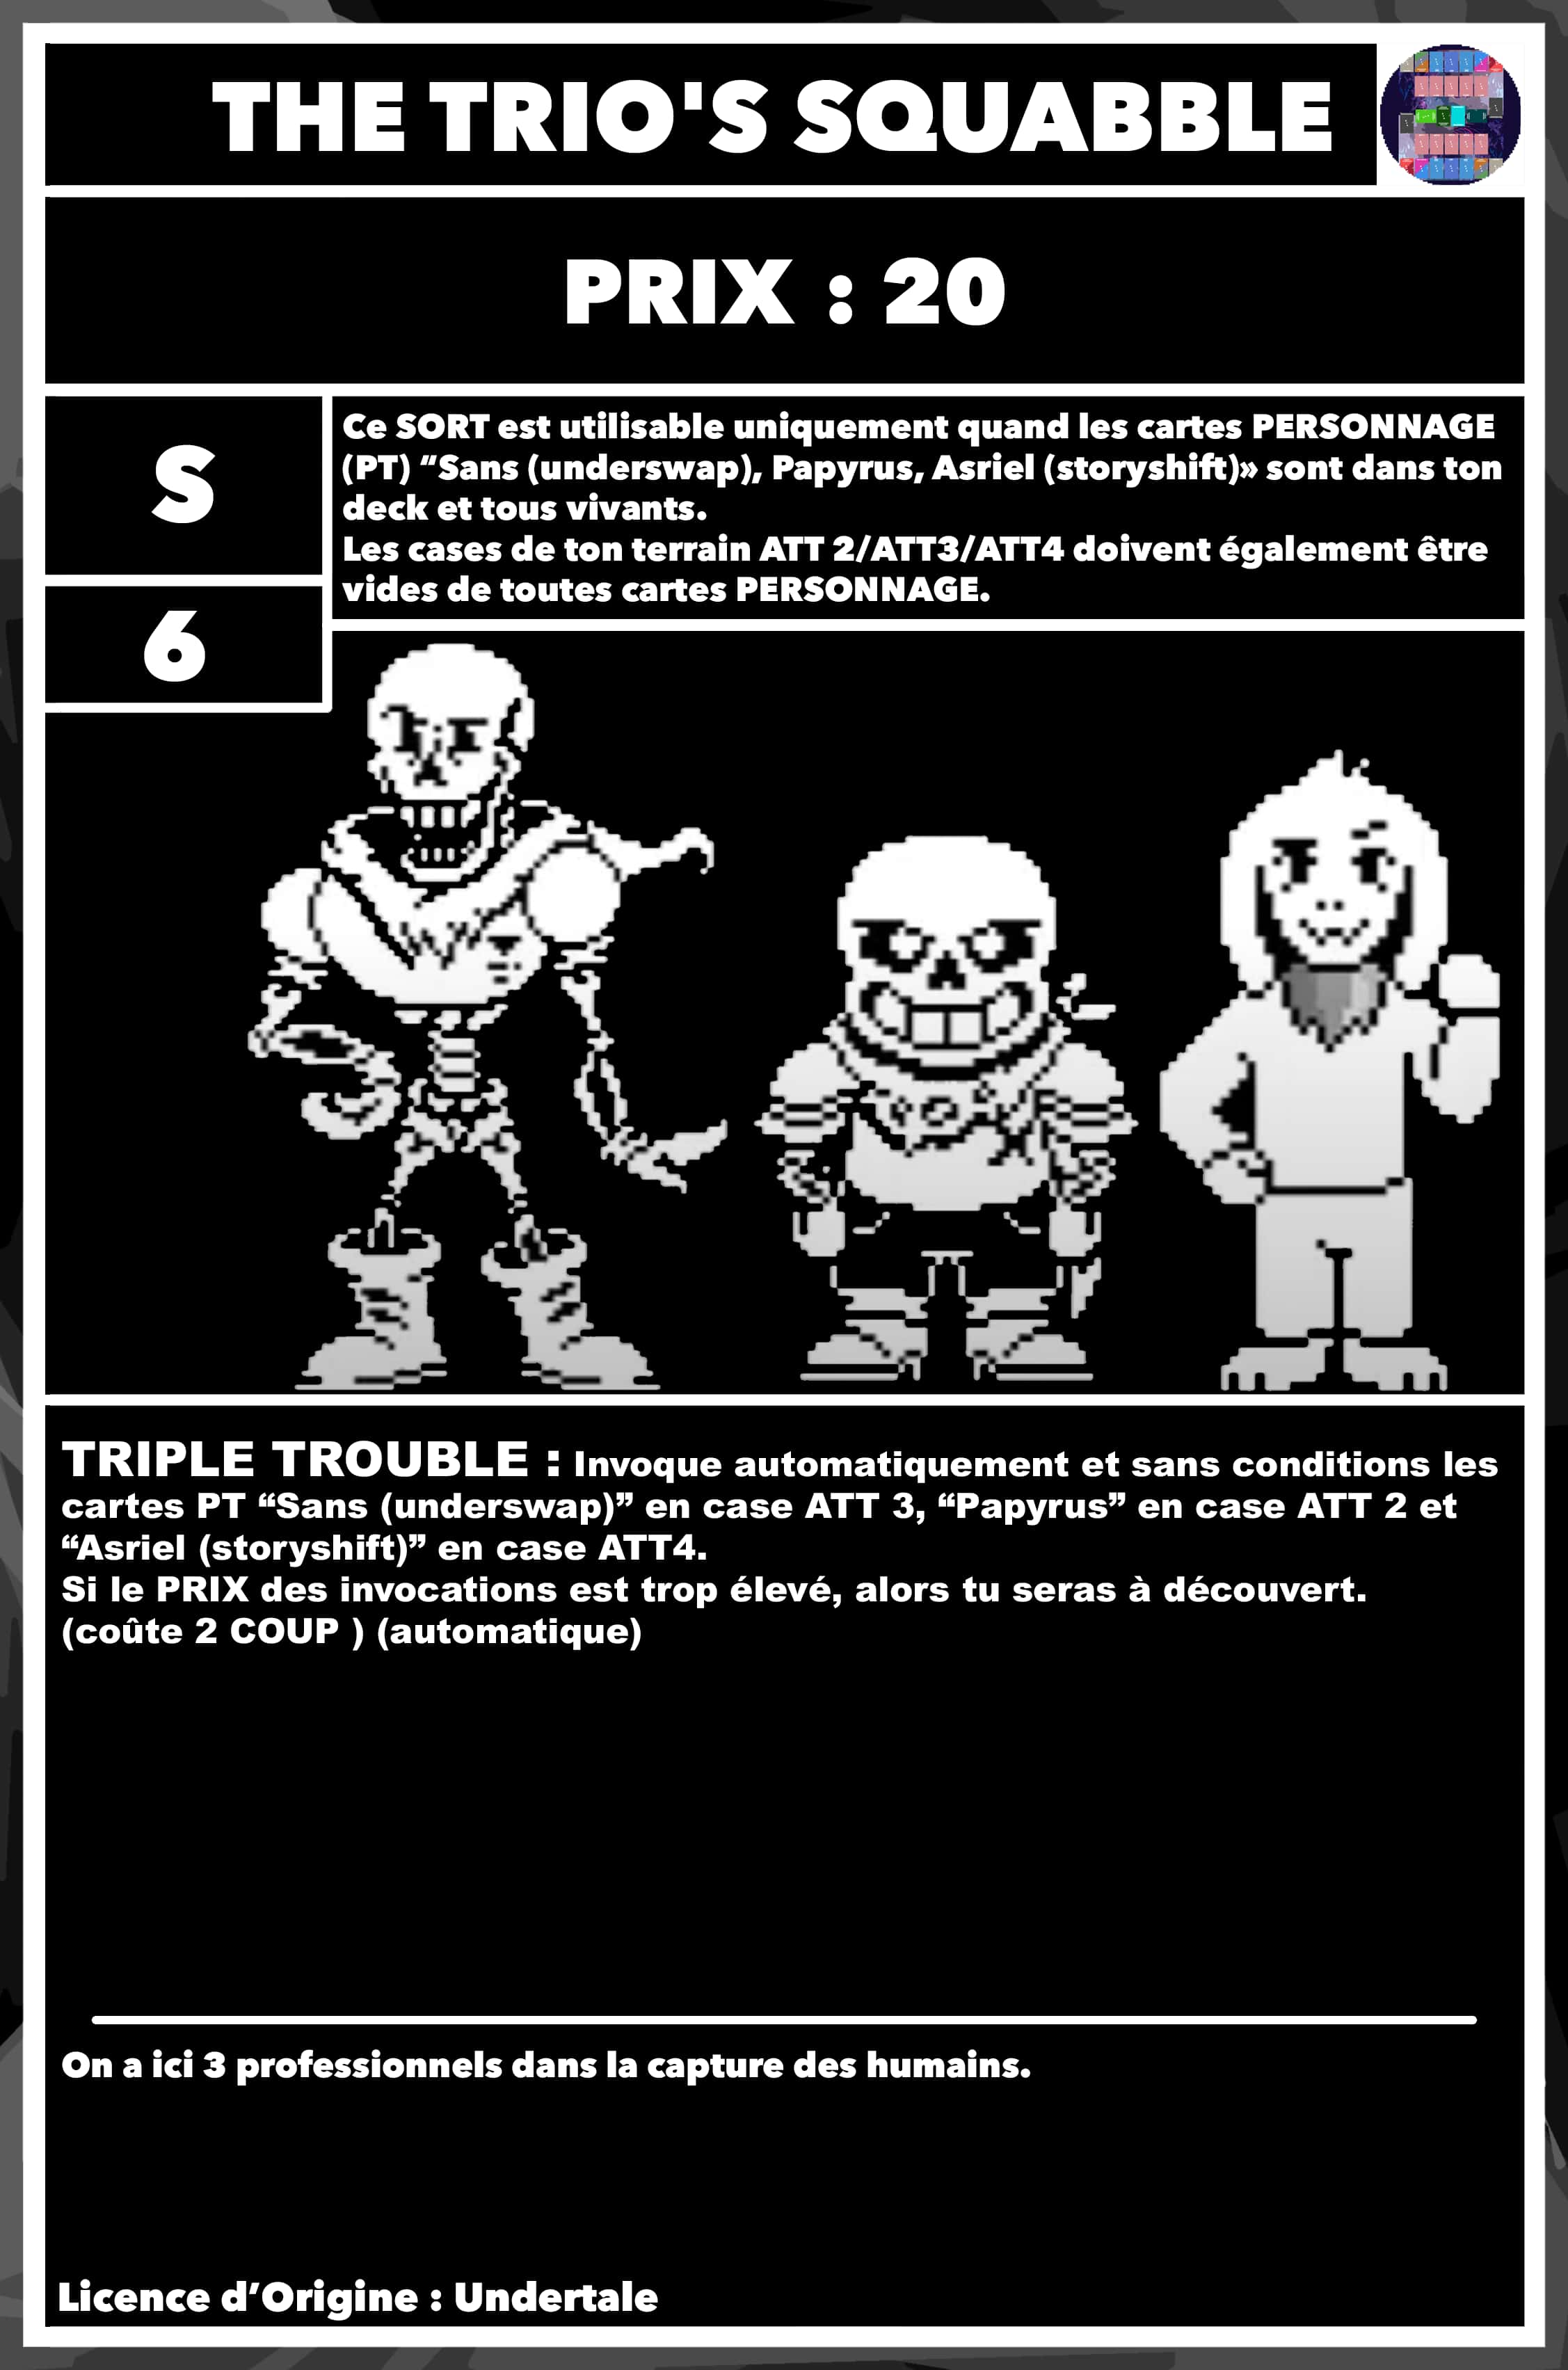 THE TRIO'S SQUABBLE
PRIX : 20
S
6
Ce SORT est utilisable uniquement quand les cartes PERSONNAGE
(PT) “Sans (underswap), Papyrus, Asriel (storyshift)» sont dans ton
deck et tous vivants.
Les cases de ton terrain ATT 2/ATT3/ATT4 doivent également être
vides de toutes cartes PERSONNAGE.
TRIPLE TROUBLE : Invoque automatiquement et sans conditions les
cartes PT “Sans (underswap)” en case ATT 3, “Papyrus” en case ATT 2 et
“Asriel (storyshift)” en case ATT4.
Si le PRIX des invocations est trop élevé, alors tu seras à découvert.
(coûte 2 COUP ) (automatique)
On a ici 3 professionnels dans la capture des humains.
Licence d’Origine : Undertale